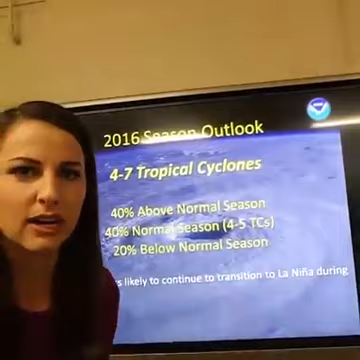 2016 Season Outlook
4-7 Tropical Cyclones
40% Above Normal Season
40% Normal Season (4-5 TCs)
20% Below Normal Season
likely to continue to transition to La Niña during